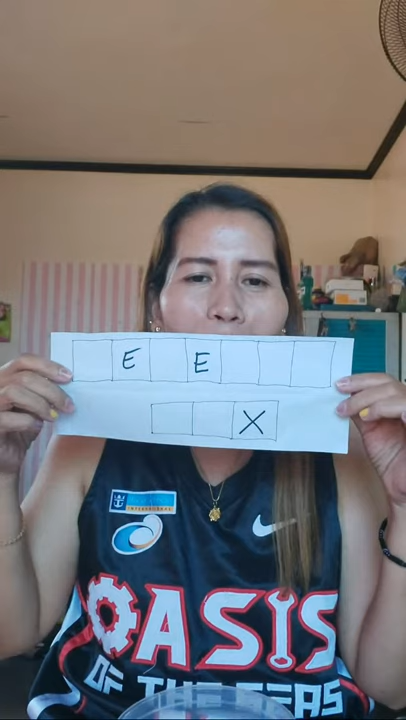 E E
X
OASIS
OF THE SEAS